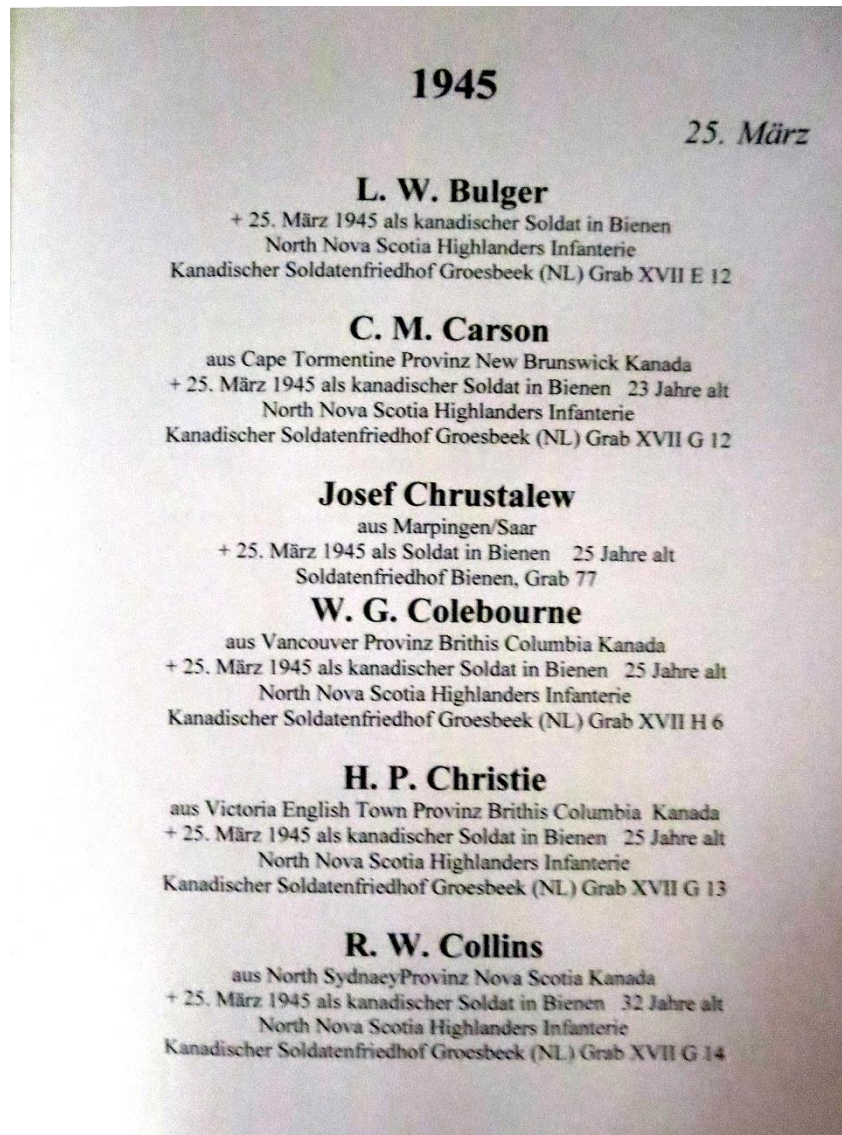 1945
25. März
L. W. Bulger
+ 25. März 1945 als kanadischer Soldat in Bienen
North Nova Scotia Highlanders Infanterie
Kanadischer Soldatenfriedhof Groesbeek (NL) Grab XVII E 12
C. M. Carson
aus Cape Tormentine Provinz New Brunswick Kanada
+ 25. März 1945 als kanadischer Soldat in Bienen 23 Jahre alt
North Nova Scotia Highlanders Infanterie
Kanadischer Soldatenfriedhof Groesbeek (NL) Grab XVII G 12
Josef Chrustalew
aus Marpingen/Saar
+ 25. März 1945 als Soldat in Bienen 25 Jahre alt
Soldatenfriedhof Bienen, Grab 77
W. G. Colebourne
aus Vancouver Provinz Brithis Columbia Kanada
+ 25. März 1945 als kanadischer Soldat in Bienen 25 Jahre alt
North Nova Scotia Highlanders Infanterie
Kanadischer Soldatenfriedhof Groesbeek (NL) Grab XVII H 6
H. P. Christie
aus Victoria English Town Provinz Brithis Columbia Kanada
+ 25. März 1945 als kanadischer Soldat in Bienen 25 Jahre alt
North Nova Scotia Highlanders Infanterie
Kanadischer Soldatenfriedhof Groesbeek (NL) Grab XVII G 13
R. W. Collins
aus North SydnaeyProvinz Nova Scotia Kanada
+ 25. März 1945 als kanadischer Soldat in Bienen 32 Jahre alt
North Nova Scotia Highlanders Infanterie
Kanadischer Soldatenfriedhof Groesbeek (NL) Grab XVII G 14